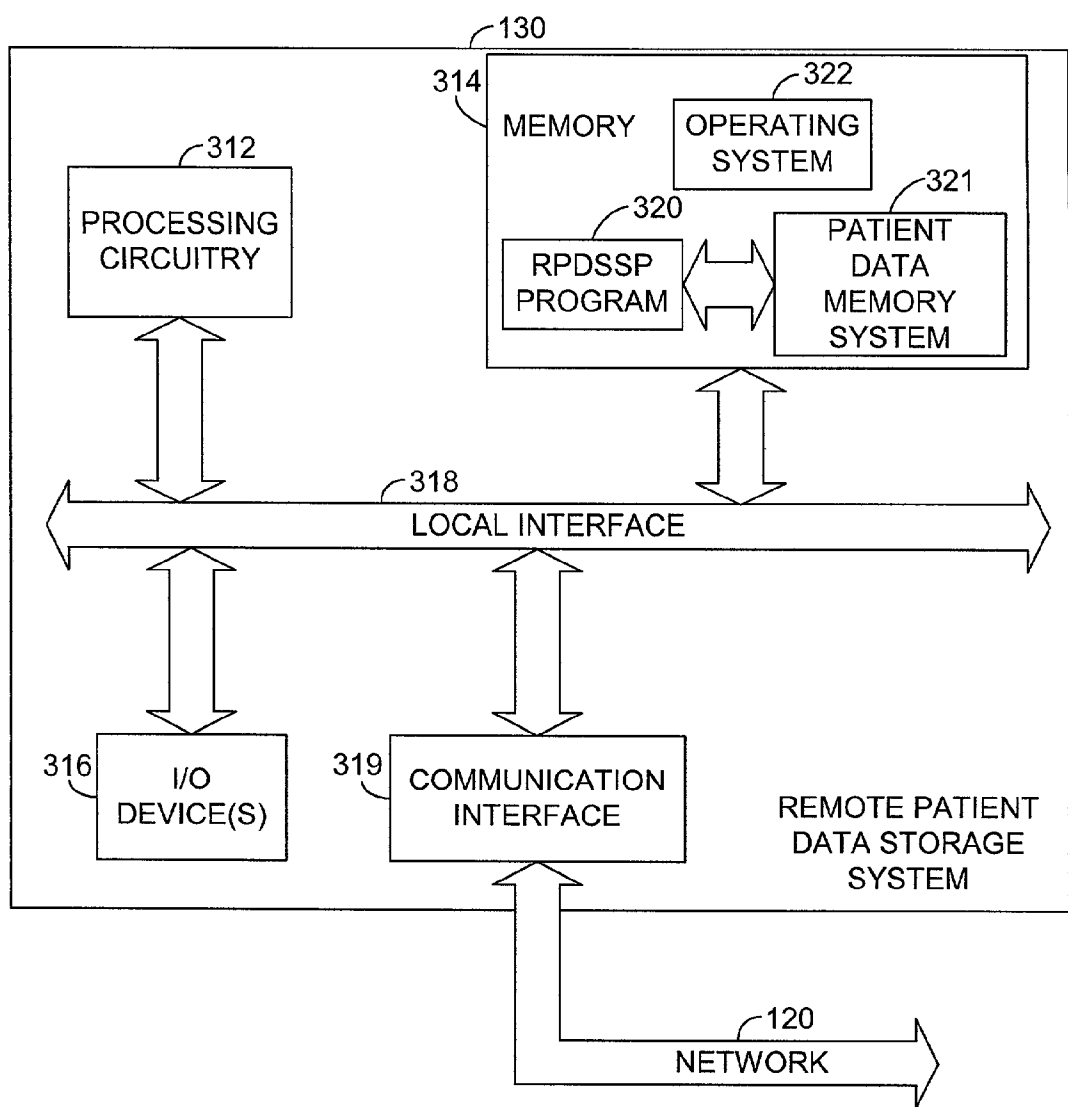 130
314
322
MEMORY
OPERATING
SYSTEM
312
PROCESSING
CIRCUITRY
320
321
RPDSSP
PROGRAM
PATIENT
DATA
MEMORY
SYSTEM
318
LOCAL INTERFACE
316
I/O
DEVICE(S)
319
COMMUNICATION
INTERFACE
REMOTE PATIENT
DATA STORAGE
SYSTEM
120
NETWORK